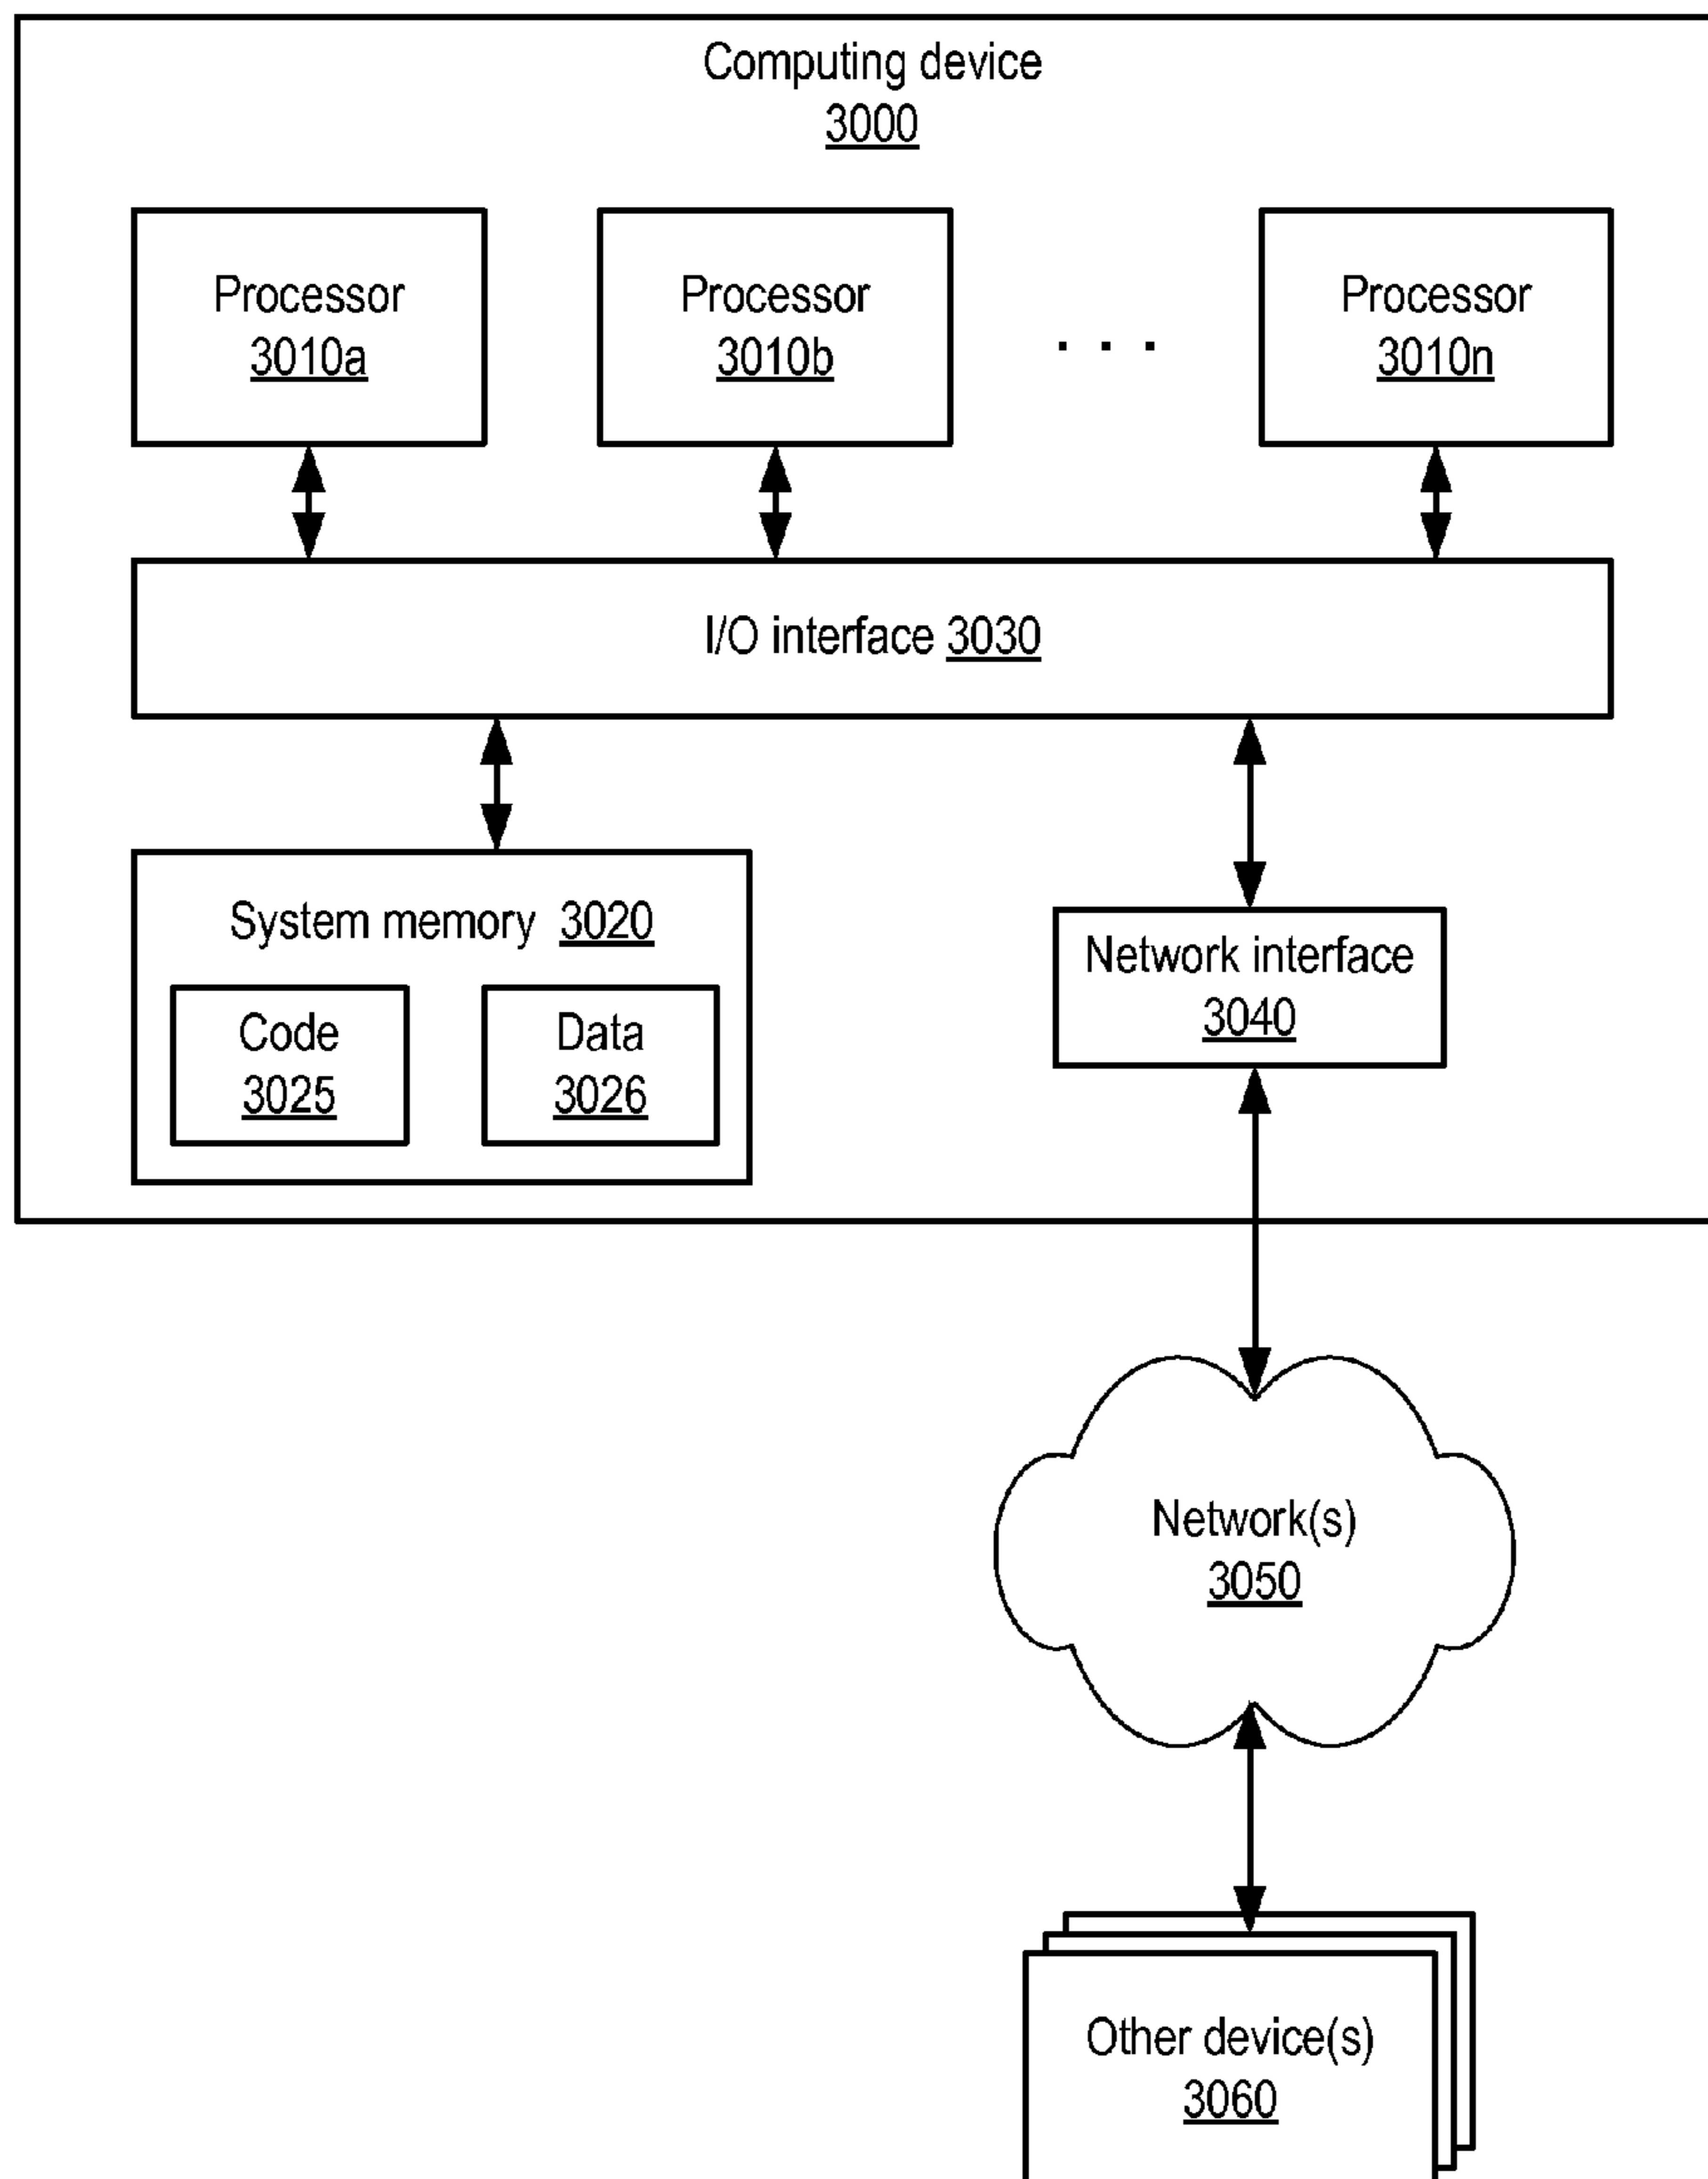 Computing device
3000
Processor
3010a
Processor
3010b
. . .
Processor
3010n
I/O interface 3030
System memory 3020
Code
3025
Data
3026
Network interface
3040
Network(s)
3050
Other device(s)
3060